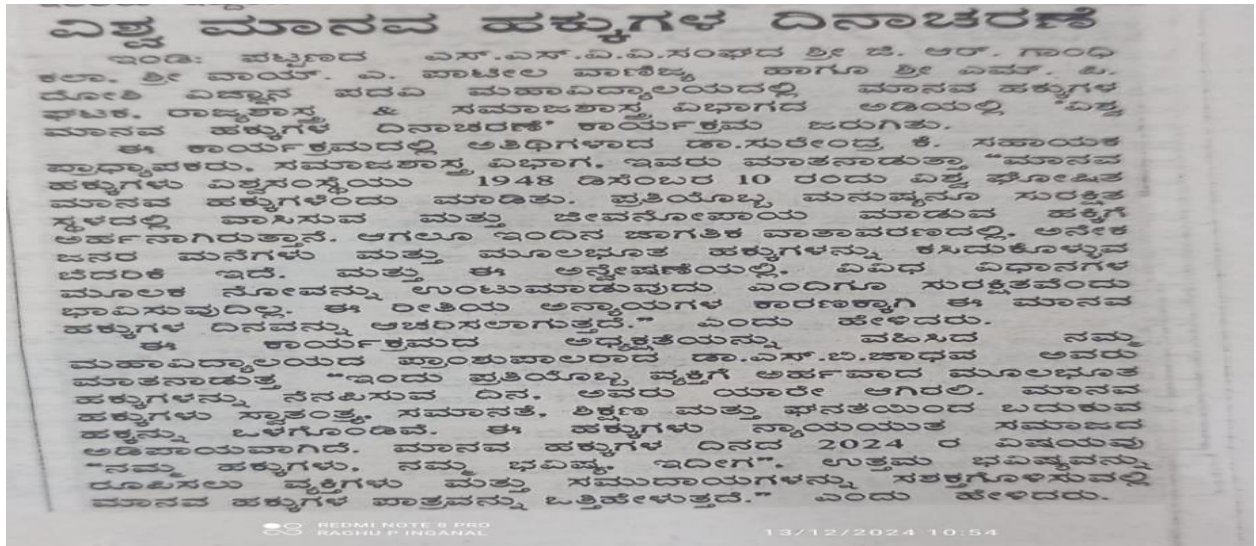 ವಿಶ್ವ ಮಾನವ ಹಕ್ಕುಗಳ ದಿನಾಚರಣೆ
ಇಂಡಿ: ಪಟ್ಟಣದ ಎಸ್.ಎಸ್.ವಿ.ವಿ.ಸಂಘದ ಶ್ರೀ ಜಿ. ಆರ್. ಗಾಂಧಿ
ಕಲಾ, ಶ್ರೀ ವಾಯ್. ಎ. ಪಾಟೀಲ ವಾಣಿಜ್ಯ ಹಾಗೂ ಶ್ರೀ ಎಮ್. ಪಿ.
ದೋಶಿ ವಿಜ್ಞಾನ ಪದವಿ ಮಹಾವಿದ್ಯಾಲಯದಲ್ಲಿ ಮಾನವ ಹಕ್ಕುಗಳ
ಘಟಕ, ರಾಜ್ಯಶಾಸ್ತ್ರ & ಸಮಾಜಶಾಸ್ತ್ರ ವಿಭಾಗದ ಅಡಿಯಲ್ಲಿ 'ವಿಶ್ವ
ಮಾನವ ಹಕ್ಕುಗಳ ದಿನಾಚರಣೆ' ಕಾರ್ಯಕ್ರಮ ಜರುಗಿತು.
ಈ ಕಾರ್ಯಕ್ರಮದಲ್ಲಿ ಅತಿಥಿಗಳಾದ ಡಾ.ಸುರೇಂದ್ರ ಕೆ. ಸಹಾಯಕ
ಪ್ರಾಧ್ಯಾಪಕರು, ಸಮಾಜಶಾಸ್ತ್ರ ವಿಭಾಗ, ಇವರು ಮಾತನಾಡುತ್ತಾ "ಮಾನವ
ಹಕ್ಕುಗಳು ವಿಶ್ವಸಂಸ್ಥೆಯು 1948 ಡಿಸೆಂಬರ 10 ರಂದು ವಿಶ್ವ ಘೋಷಿತ
ಮಾನವ ಹಕ್ಕುಗಳೆಂದು ಮಾಡಿತು. ಪ್ರತಿಯೊಬ್ಬ ಮನುಷ್ಯನೂ ಸುರಕ್ಷಿತ
ಸ್ಥಳದಲ್ಲಿ ವಾಸಿಸುವ ಮತ್ತು ಜೀವನೋಪಾಯ ಮಾಡುವ ಹಕ್ಕಿಗೆ
ಅರ್ಹನಾಗಿರುತ್ತಾನೆ. ಆಗಲೂ ಇಂದಿನ ಜಾಗತಿಕ ವಾತಾವರಣದಲ್ಲಿ, ಅನೇಕ
ಜನರ ಮನೆಗಳು ಮತ್ತು ಮೂಲಭೂತ ಹಕ್ಕುಗಳನ್ನು ಕಸಿದುಕೊಳ್ಳುವ
ಬೆದರಿಕೆ ಇದೆ. ಮತ್ತು ಈ ಅನ್ವೇಷಣೆಯಲ್ಲಿ, ವಿವಿಧ ವಿಧಾನಗಳ
ಮೂಲಕ ನೋವನ್ನು ಉಂಟುಮಾಡುವುದು ಎಂದಿಗೂ ಸುರಕ್ಷಿತವೆಂದು
ಭಾವಿಸುವುದಿಲ್ಲ. ಈ ರೀತಿಯ ಅನ್ಯಾಯಗಳ ಕಾರಣಕ್ಕಾಗಿ ಈ ಮಾನವ
ಹಕ್ಕುಗಳ ದಿನವನ್ನು ಆಚರಿಸಲಾಗುತ್ತದೆ." ಎಂದು ಹೇಳಿದರು.
ಈ ಕಾರ್ಯಕ್ರಮದ ಅಧ್ಯಕ್ಷತೆಯನ್ನು ವಹಿಸಿದ ನಮ್ಮ
ಮಹಾವಿದ್ಯಾಲಯದ ಪ್ರಾಂಶುಪಾಲರಾದ ಡಾ.ಎಸ್.ಬಿ.ಜಾಧವ ಅವರು
ಮಾತನಾಡುತ್ತ "ಇಂದು ಪ್ರತಿಯೊಬ್ಬ ವ್ಯಕ್ತಿಗೆ ಅರ್ಹವಾದ ಮೂಲಭೂತ
ಹಕ್ಕುಗಳನ್ನು ನೆನಪಿಸುವ ದಿನ, ಅವರು ಯಾರೇ ಆಗಿರಲಿ. ಮಾನವ
ಹಕ್ಕುಗಳು ಸ್ವಾತಂತ್ರ್ಯ, ಸಮಾನತೆ, ಶಿಕ್ಷಣ ಮತ್ತು ಘನತೆಯಿಂದ ಬದುಕುವ
ಹಕ್ಕನ್ನು ಒಳಗೊಂಡಿವೆ. ಈ ಹಕ್ಕುಗಳು ನ್ಯಾಯಯುತ ಸಮಾಜದ
ಅಡಿಪಾಯವಾಗಿದೆ. ಮಾನವ ಹಕ್ಕುಗಳ ದಿನದ 2024 ರ ವಿಷಯವು
"ನಮ್ಮ ಹಕ್ಕುಗಳು, ನಮ್ಮ ಭವಿಷ್ಯ, ಇದೀಗ", ಉತ್ತಮ ಭವಿಷ್ಯವನ್ನು
ರೂಪಿಸಲು ವ್ಯಕ್ತಿಗಳು ಮತ್ತು ಸಮುದಾಯಗಳನ್ನು ಸಶಕ್ತಗೊಳಿಸುವಲ್ಲಿ
ಮಾನವ ಹಕ್ಕುಗಳ ಪಾತ್ರವನ್ನು ಒತ್ತಿಹೇಳುತ್ತದೆ." ಎಂದು ಹೇಳಿದರು.
REDMI NOTE 8 PRO
RAGHU P INGANAL
13/12/2024 10:54